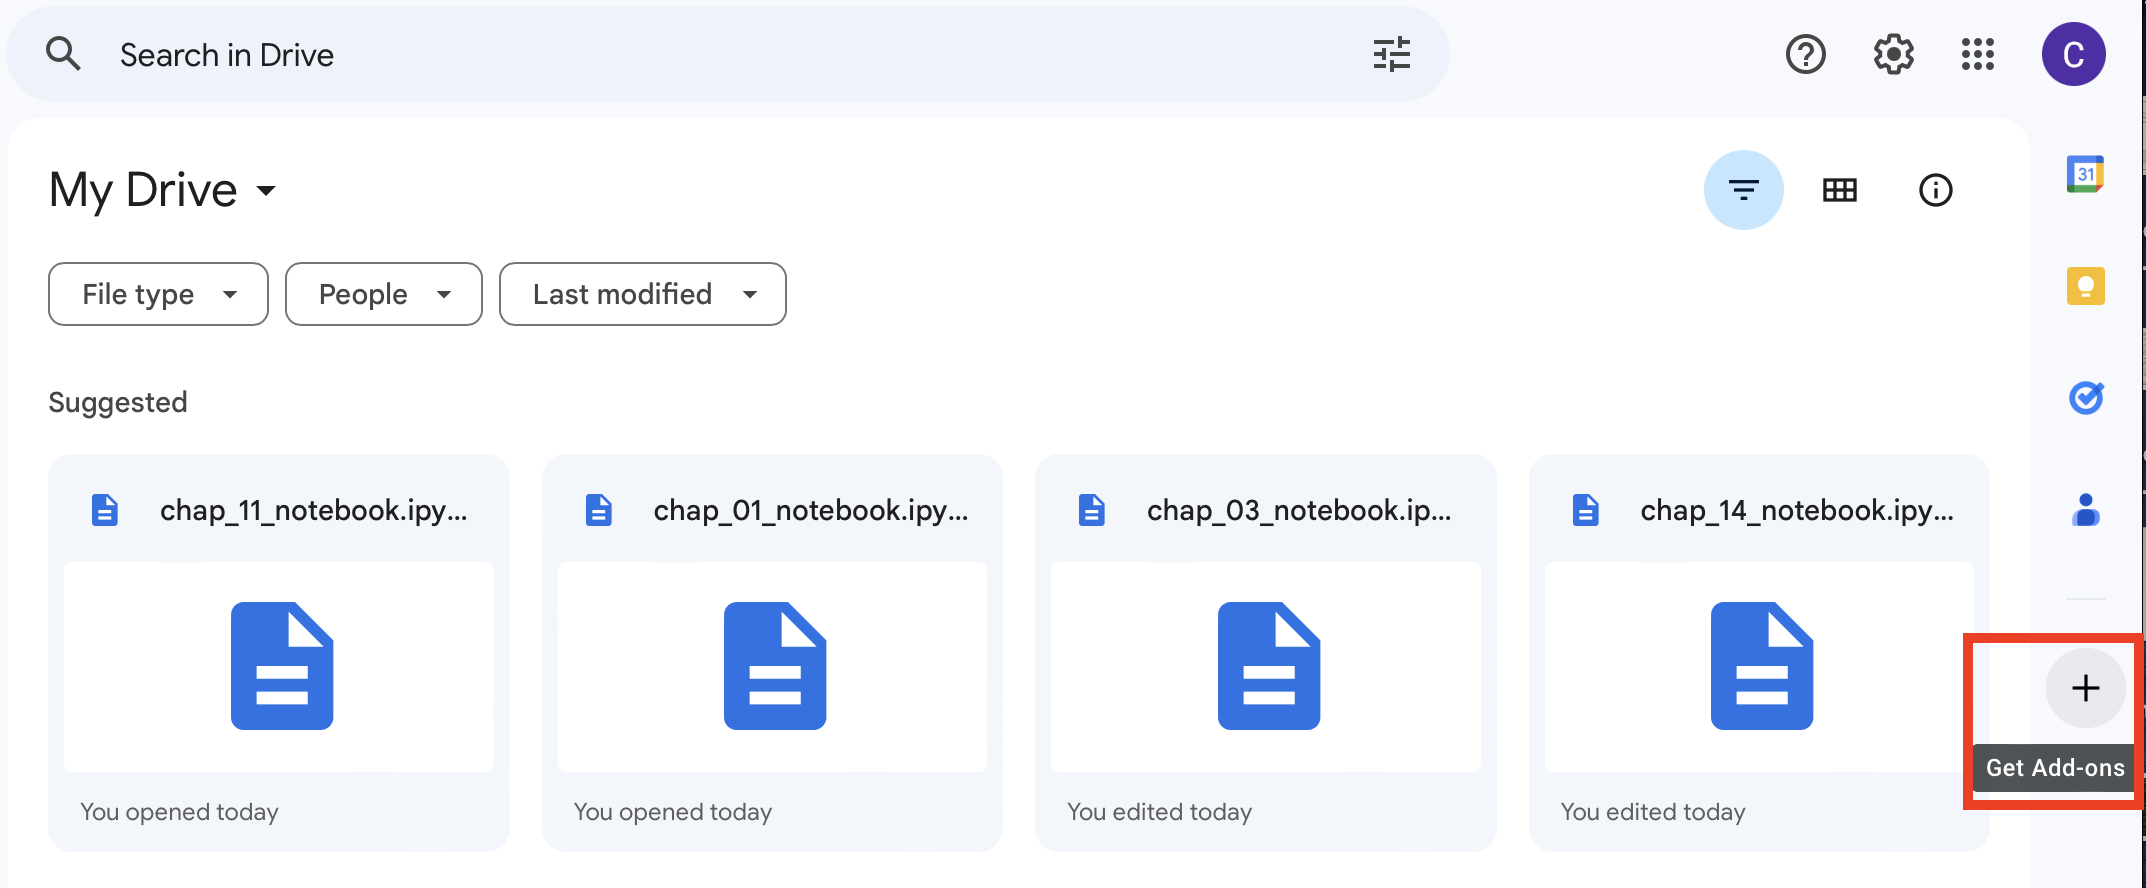 Search in Drive
C
My Drive
31
File type
People
Last modified
Suggested
chap_11_notebook.ipy...
chap_01_notebook.ipy...
chap_03_notebook.ip...
chap_14_notebook.ipy...
Get Add-ons
You opened today
You opened today
You edited today
You edited today